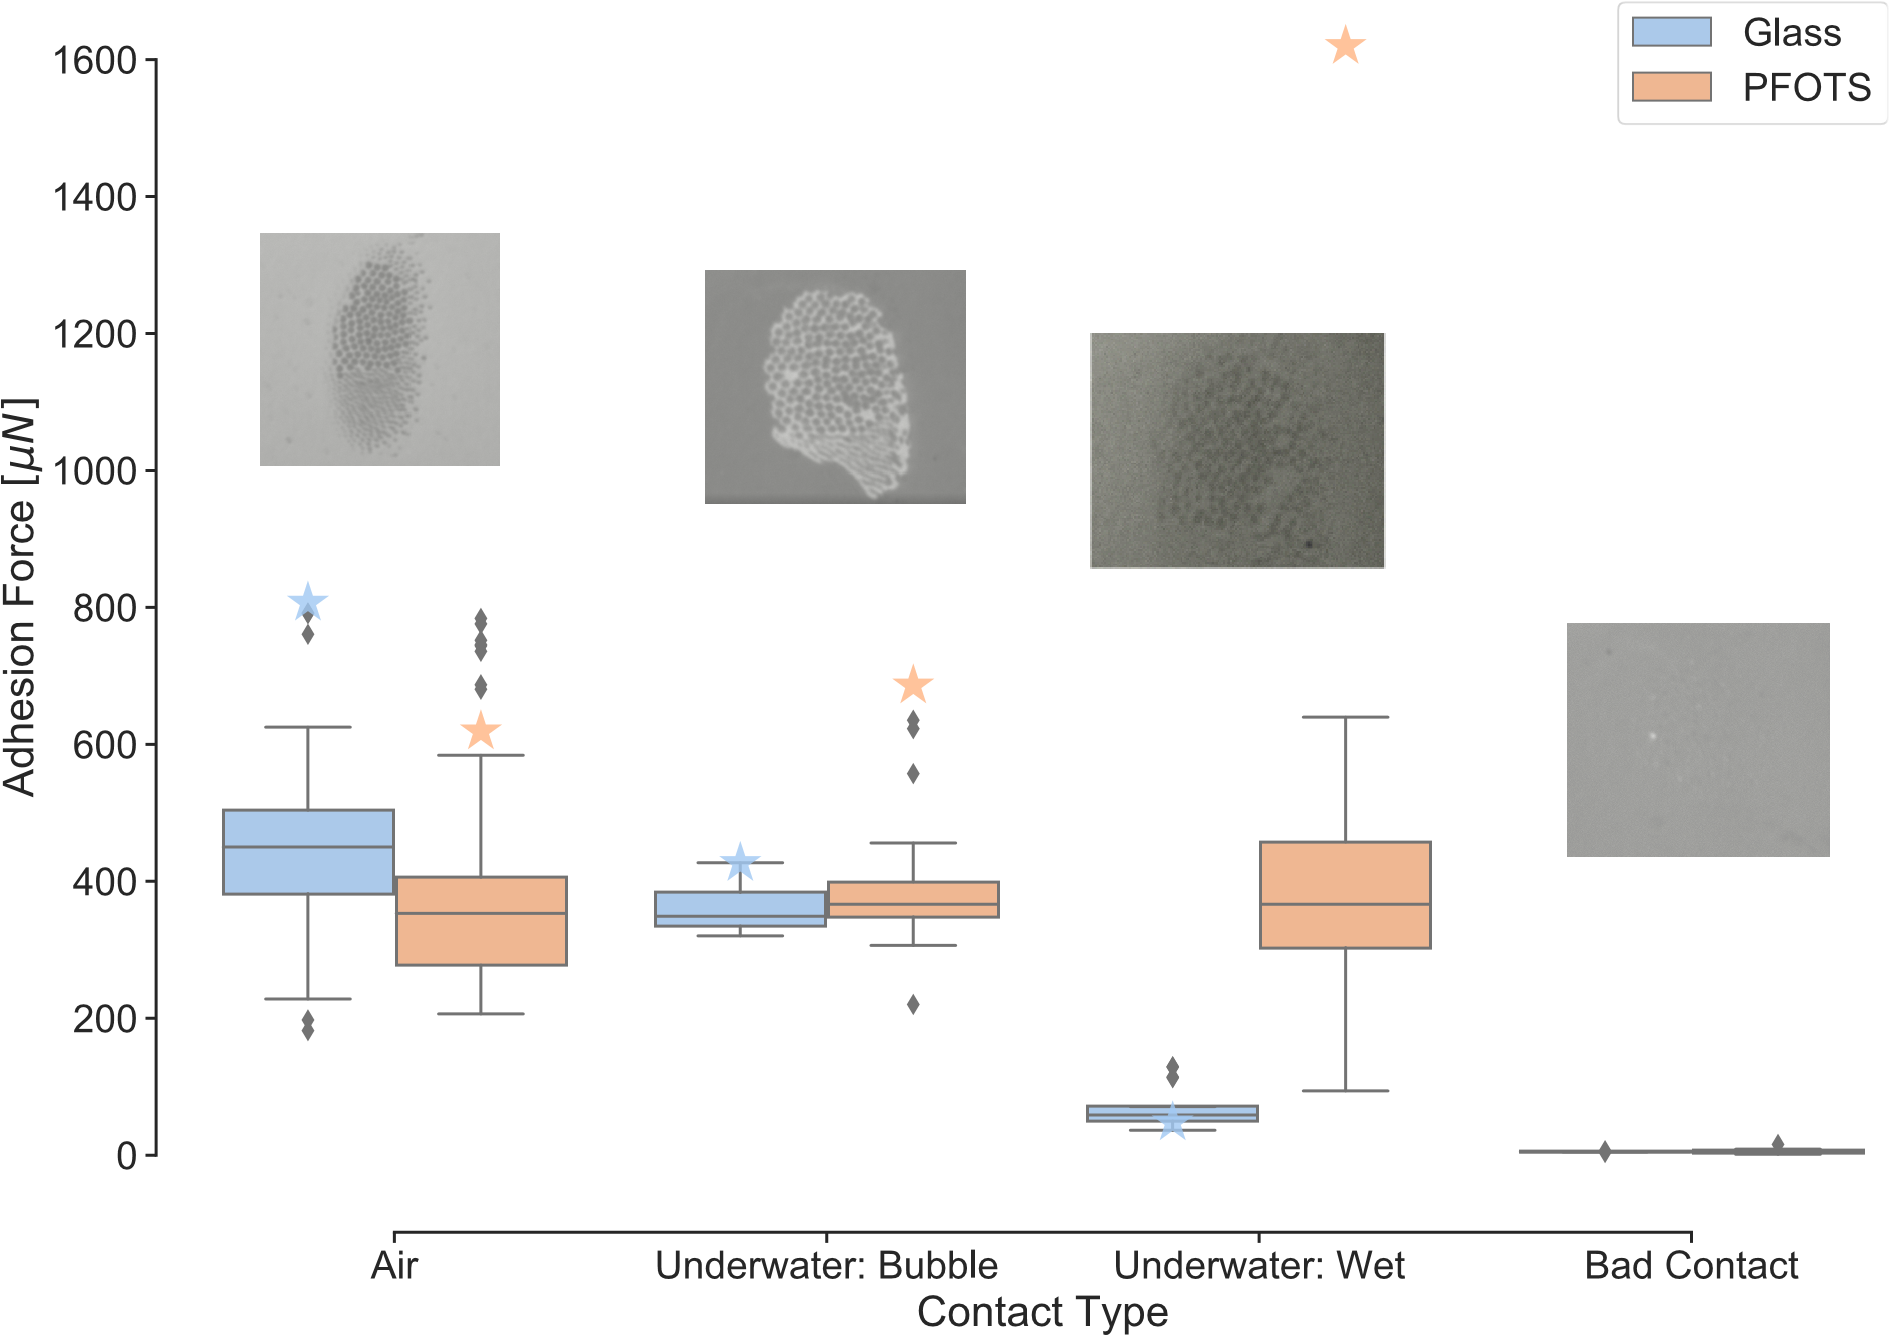 Glass
PFOTS
Adhesion Force [μN]
1600
1400
1200
1000
800
600
400
200
0
Air
Underwater: Bubble
Underwater: Wet
Bad Contact
Contact Type